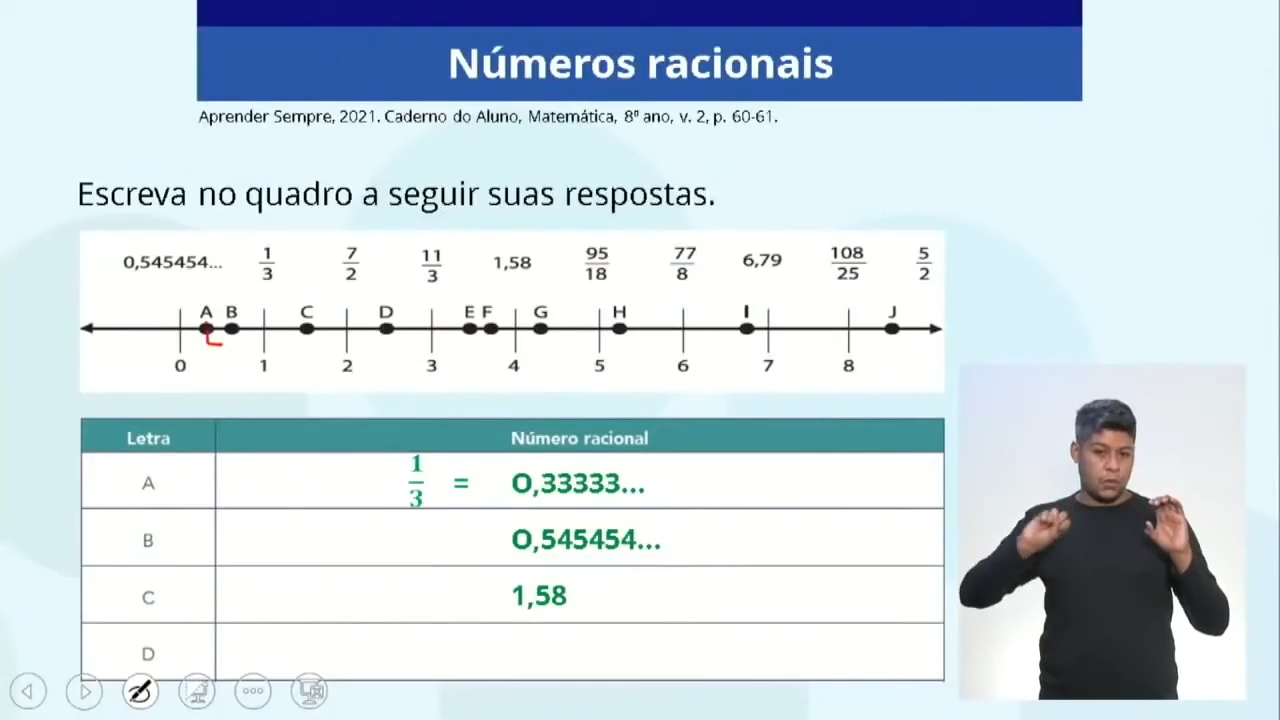 Números racionais
Aprender Sempre, 2021. Caderno do Aluno, Matemática, 8º ano, v. 2, p. 60-61.
Escreva no quadro a seguir suas respostas.
0,545454... 1/3 7/2 11/3 1,58 95/18 77/8 6,79 108/25 5/2
A B C D E F G H I J
0 1 2 3 4 5 6 7 8
Letra Número racional
A 1/3 = 0,33333...
B 0,545454...
C 1,58
D